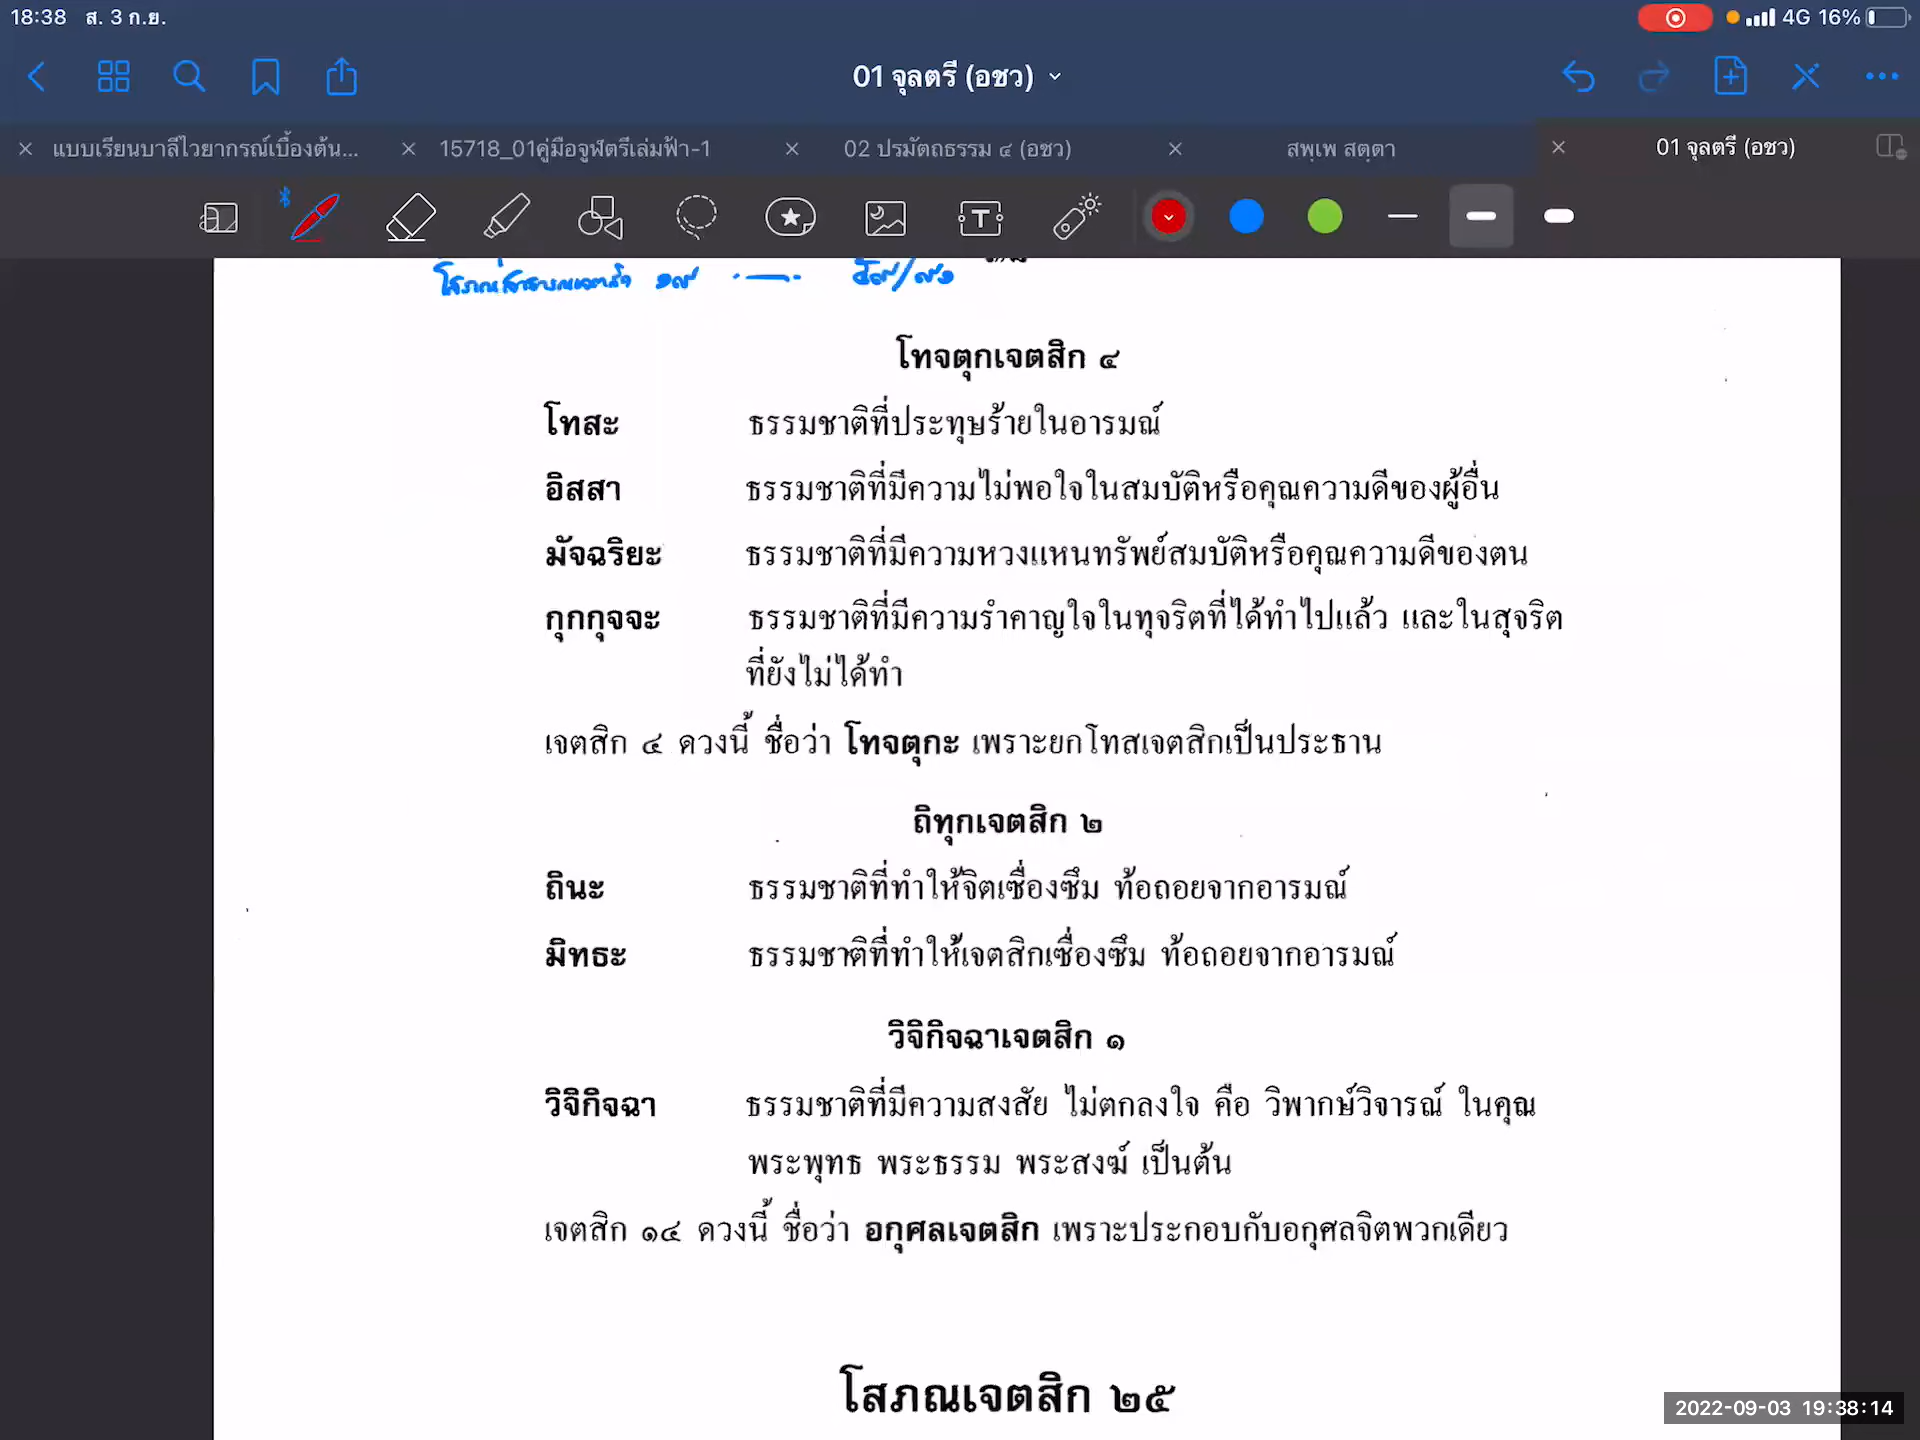 18:38 ส. 3 ก.ย.
4G 16%
01 จุลตรี (อชว)
แบบเรียนบาลีไวยากรณ์เบื้องต้น...
15718_01คู่มือจูฬตรีเล่มฟ้า-1
02 ปรมัตถธรรม ๔ (อชว)
สพฺเพ สตฺตา
01 จุลตรี (อชว)
๑๙ ๕๙/๙๑
โทจตุกเจตสิก ๔
โทสะ ธรรมชาติที่ประทุษร้ายในอารมณ์
อิสสา ธรรมชาติที่มีความไม่พอใจในสมบัติหรือคุณความดีของผู้อื่น
มัจฉริยะ ธรรมชาติที่มีความหวงแหนทรัพย์สมบัติหรือคุณความดีของตน
กุกกุจจะ ธรรมชาติที่มีความรำคาญใจในทุจริตที่ได้ทำไปแล้ว และในสุจริต
ที่ยังไม่ได้ทำ
เจตสิก ๔ ดวงนี้ ชื่อว่า โทจตุกะ เพราะยกโทสเจตสิกเป็นประธาน
ถิทุกเจตสิก ๒
ถินะ ธรรมชาติที่ทำให้จิตเซื่องซึม ท้อถอยจากอารมณ์
มิทธะ ธรรมชาติที่ทำให้เจตสิกเซื่องซึม ท้อถอยจากอารมณ์
วิจิกิจฉาเจตสิก ๑
วิจิกิจฉา ธรรมชาติที่มีความสงสัย ไม่ตกลงใจ คือ วิพากษ์วิจารณ์ ในคุณ
พระพุทธ พระธรรม พระสงฆ์ เป็นต้น
เจตสิก ๑๔ ดวงนี้ ชื่อว่า อกุศลเจตสิก เพราะประกอบกับอกุศลจิตพวกเดียว
โสภณเจตสิก ๒๕
2022-09-03 19:38:14